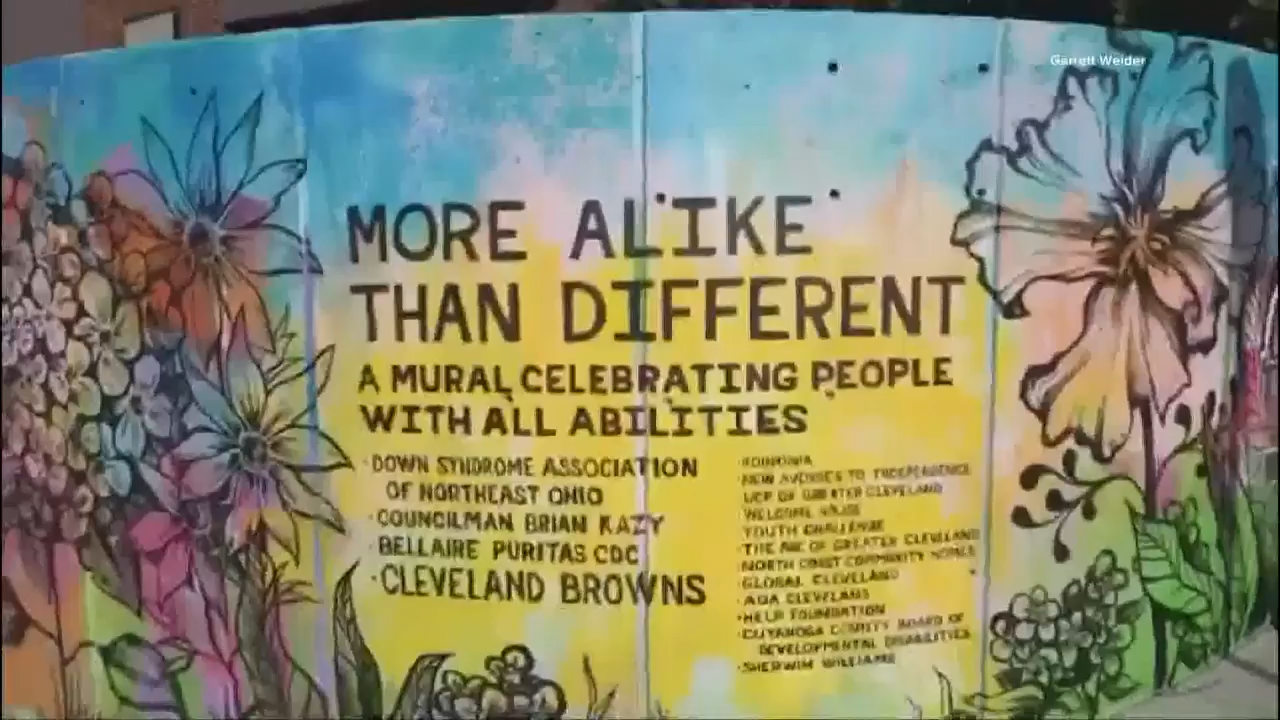 Garrett Weider
MORE ALIKE
THAN DIFFERENT
A MURAL CELEBRATING PEOPLE
WITH ALL ABILITIES
·DOWN SYNDROME ASSOCIATION
OF NORTHEAST OHIO
·COUNCILMAN BRIAN KAZY
·BELLAIRE PURITAS CDC
·CLEVELAND BROWNS
·KOINONIA
·NEW AVENUES TO INDEPENDENCE
UCP OF GREATER CLEVELAND
WELCOME HOUSE
·YOUTH CHALLENGE
·THE ARC OF GREATER CLEVELAND
·NORTH COAST COMMUNITY HOMES
·GLOBAL CLEVELAND
·ADA CLEVELAND
·HELP FOUNDATION
·CUYAHOGA COUNTY BOARD OF
DEVELOPMENTAL DISABILITIES
·SHERWIN WILLIAMS